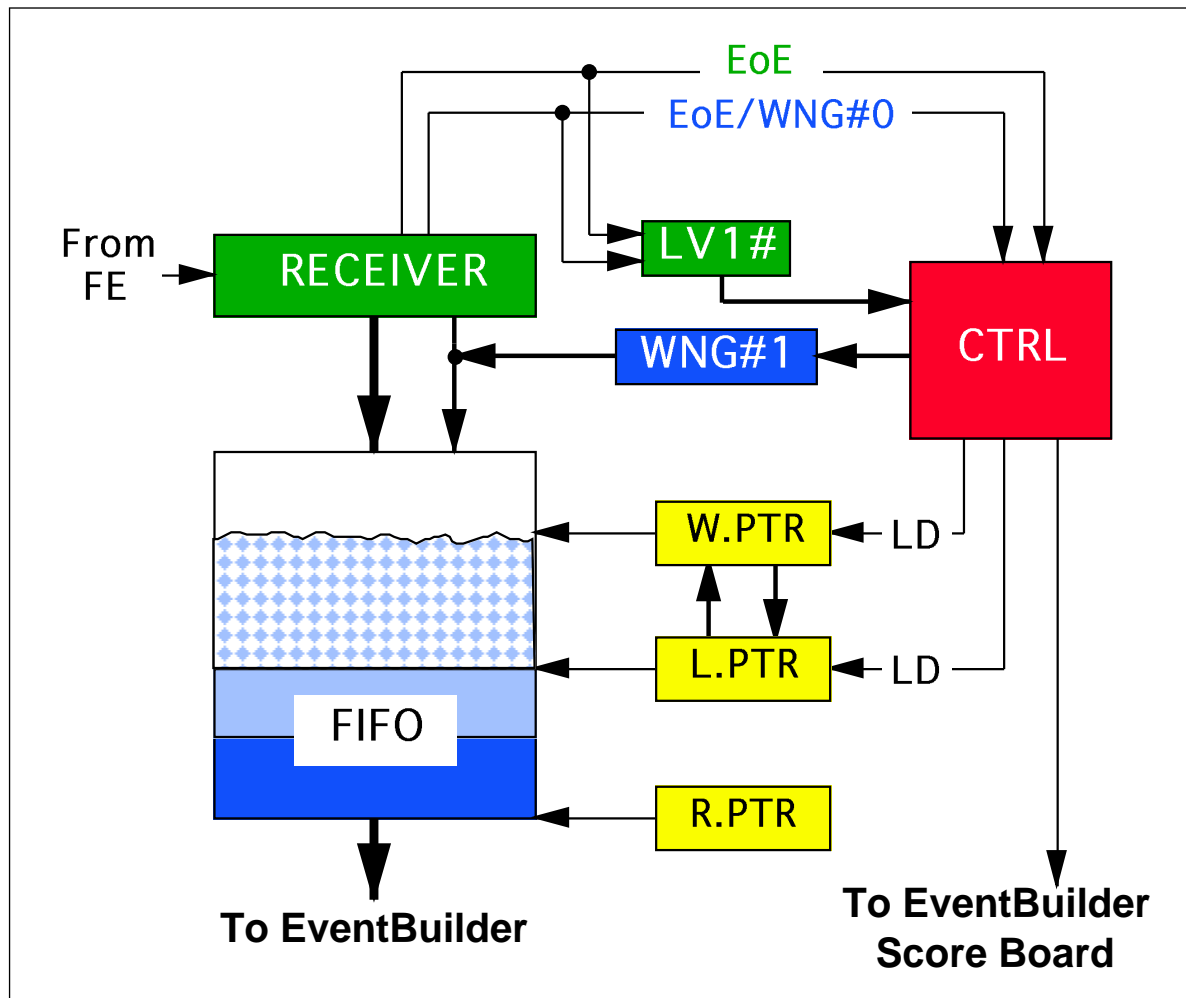 EoE
EoE/WNG#0
From
FE
RECEIVER
LV1#
CTRL
WNG#1
W.PTR
LD
L.PTR
LD
FIFO
R.PTR
To EventBuilder
To EventBuilder
Score Board